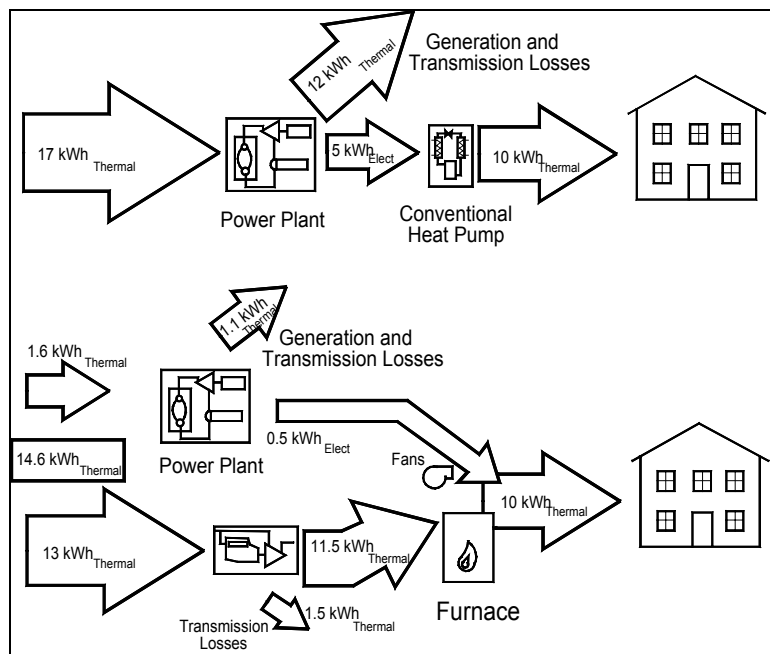 12 kWh Thermal
Generation and
Transmission Losses
17 kWh Thermal
5 kWh Elect
10 kWh Thermal
Power Plant
Conventional
Heat Pump
1.1 kWh Thermal
Generation and
Transmission Losses
1.6 kWh Thermal
0.5 kWh Elect
Power Plant
Fans
14.6 kWh Thermal
10 kWh Thermal
13 kWh Thermal
11.5 kWh Thermal
Furnace
1.5 kWh Thermal
Transmission
Losses